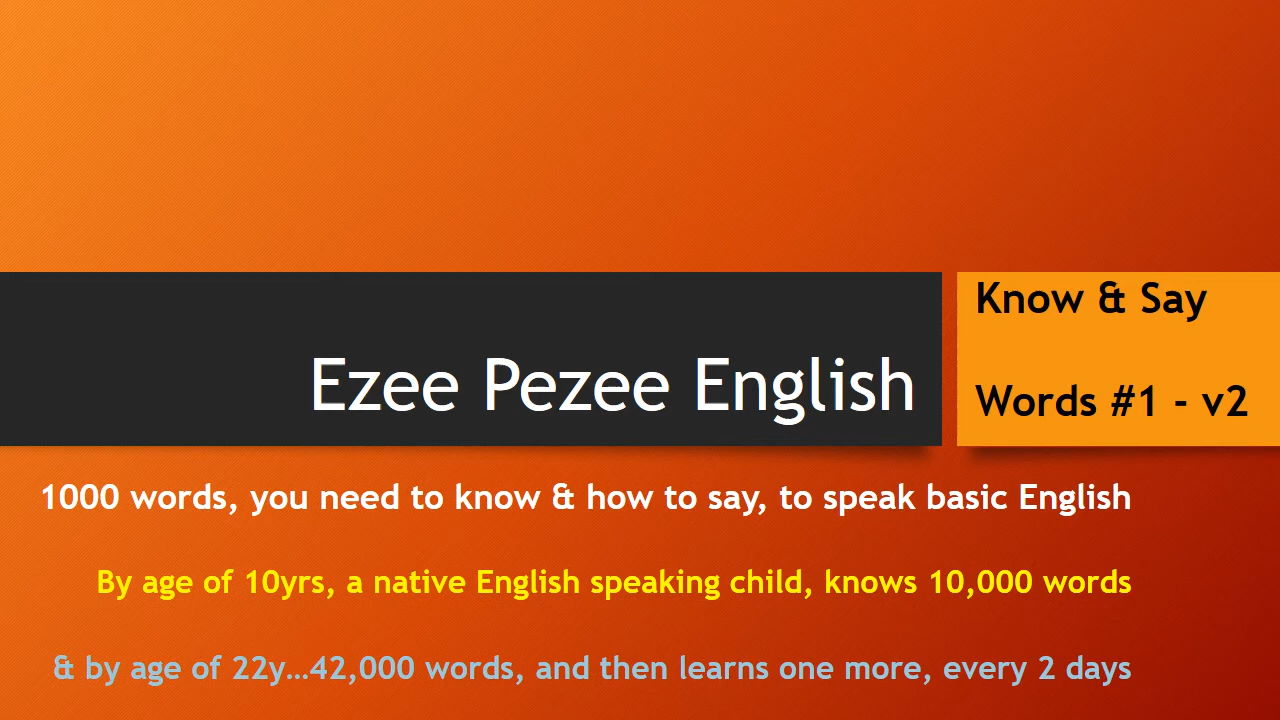 Ezee Pezee English
Know & Say
Words #1 - v2
1000 words, you need to know & how to say, to speak basic English
By age of 10yrs, a native English speaking child, knows 10,000 words
& by age of 22y…42,000 words, and then learns one more, every 2 days